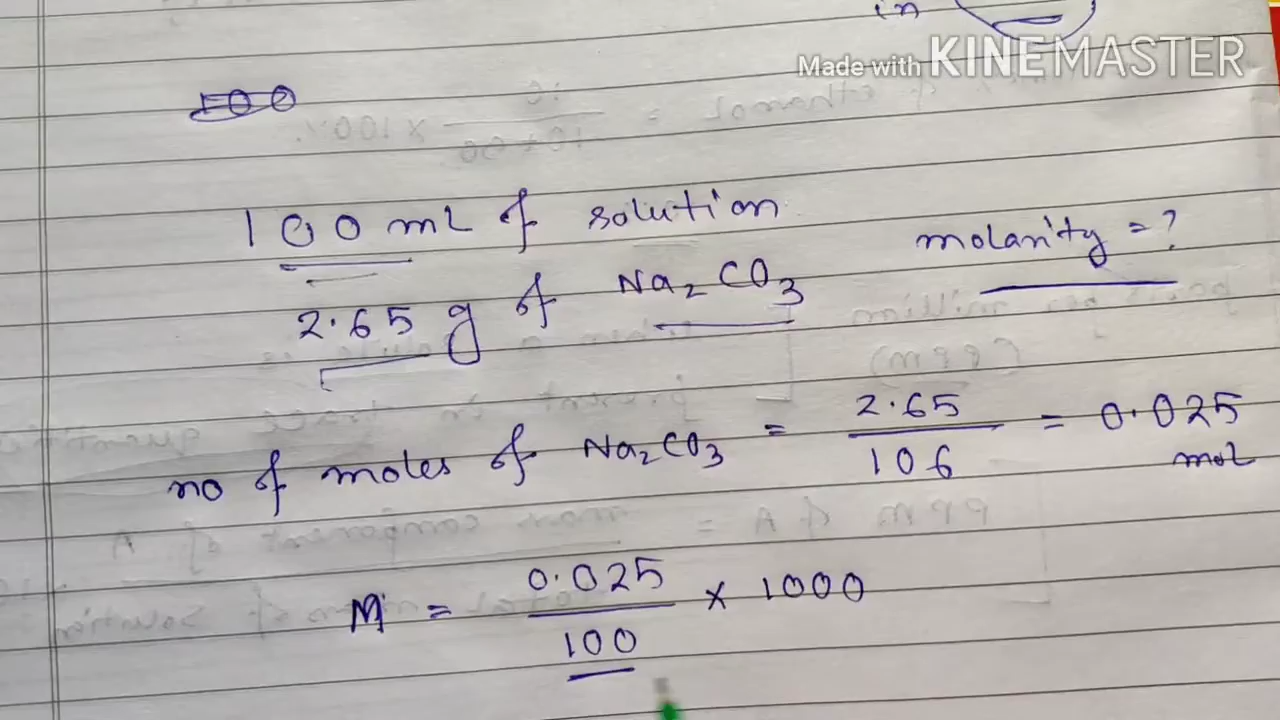 in
Made with KINEMASTER
100
100 mL of solution
molarity = ?
2.65 g of Na₂CO₃
no of moles of Na₂CO₃ = 2.65 / 106 = 0.025 mol
M = 0.025 / 100 × 1000